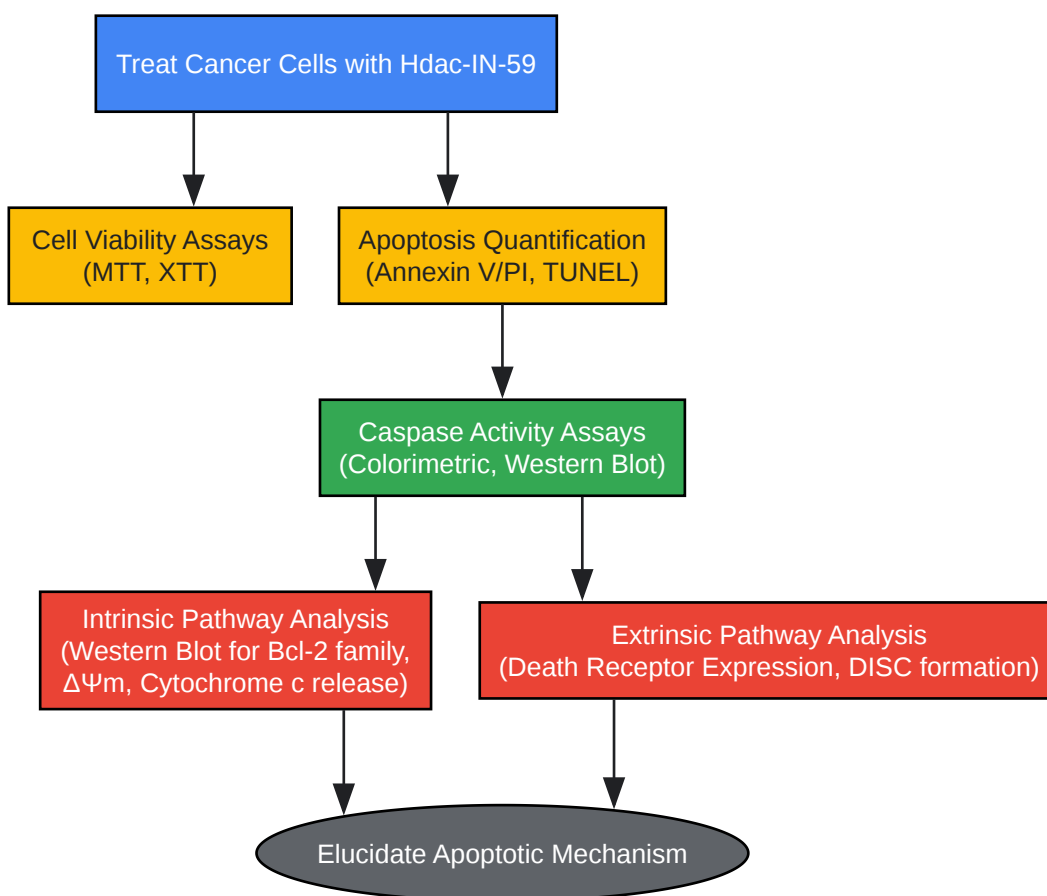 Treat Cancer Cells with Hdac-IN-59
Cell Viability Assays
(MTT, XTT)
Apoptosis Quantification
(Annexin V/PI, TUNEL)
Caspase Activity Assays
(Colorimetric, Western Blot)
Intrinsic Pathway Analysis
(Western Blot for Bcl-2 family,
ΔΨm, Cytochrome c release)
Extrinsic Pathway Analysis
(Death Receptor Expression, DISC formation)
Elucidate Apoptotic Mechanism